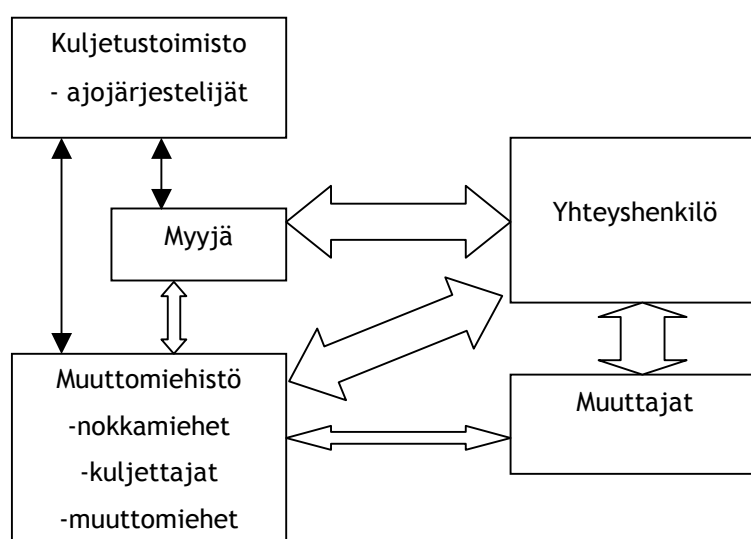 Kuljetustoimisto
- ajojärjestelijät
Myyjä
Yhteyshenkilö
Muuttomiehistö
-nokkamiehet
-kuljettajat
-muuttomiehet
Muuttajat